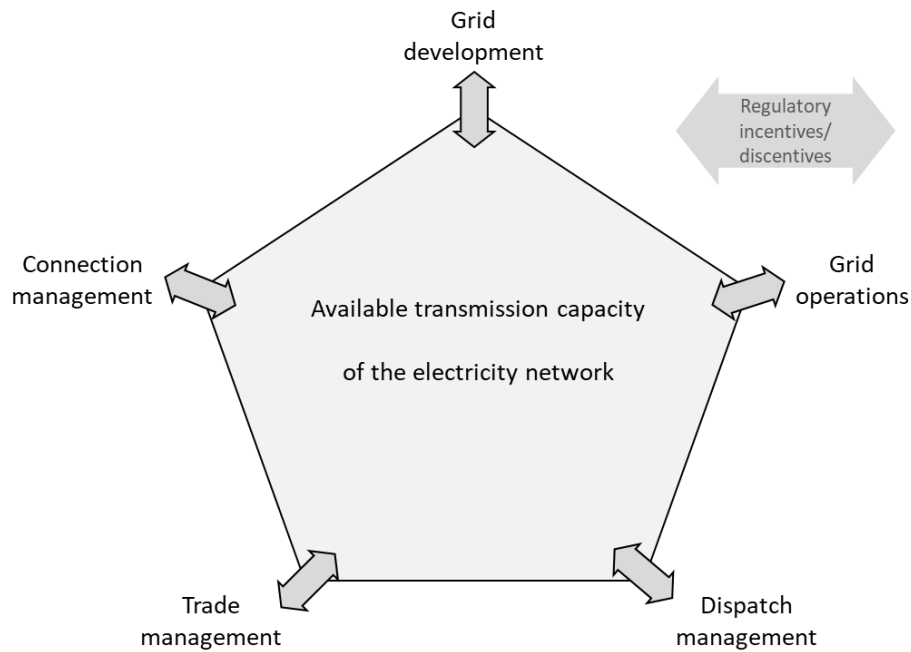 Grid
development
Regulatory
incentives/
discentives
Connection
management
Grid
operations
Available transmission capacity
of the electricity network
Trade
management
Dispatch
management